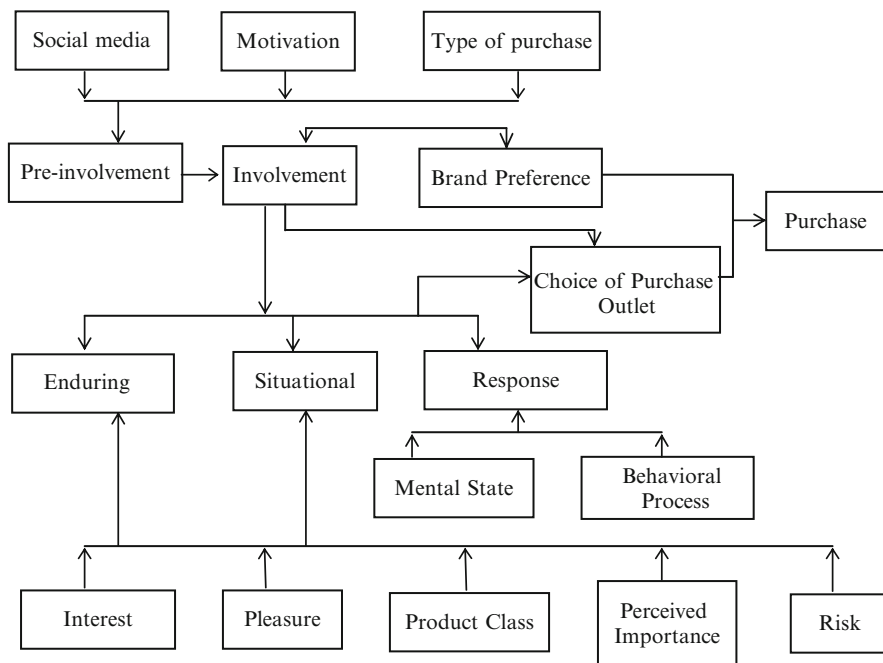 Social media
Motivation
Type of purchase
Pre-involvement
Involvement
Brand Preference
Purchase
Choice of Purchase
Outlet
Enduring
Situational
Response
Mental State
Behavioral
Process
Interest
Pleasure
Product Class
Perceived
Importance
Risk